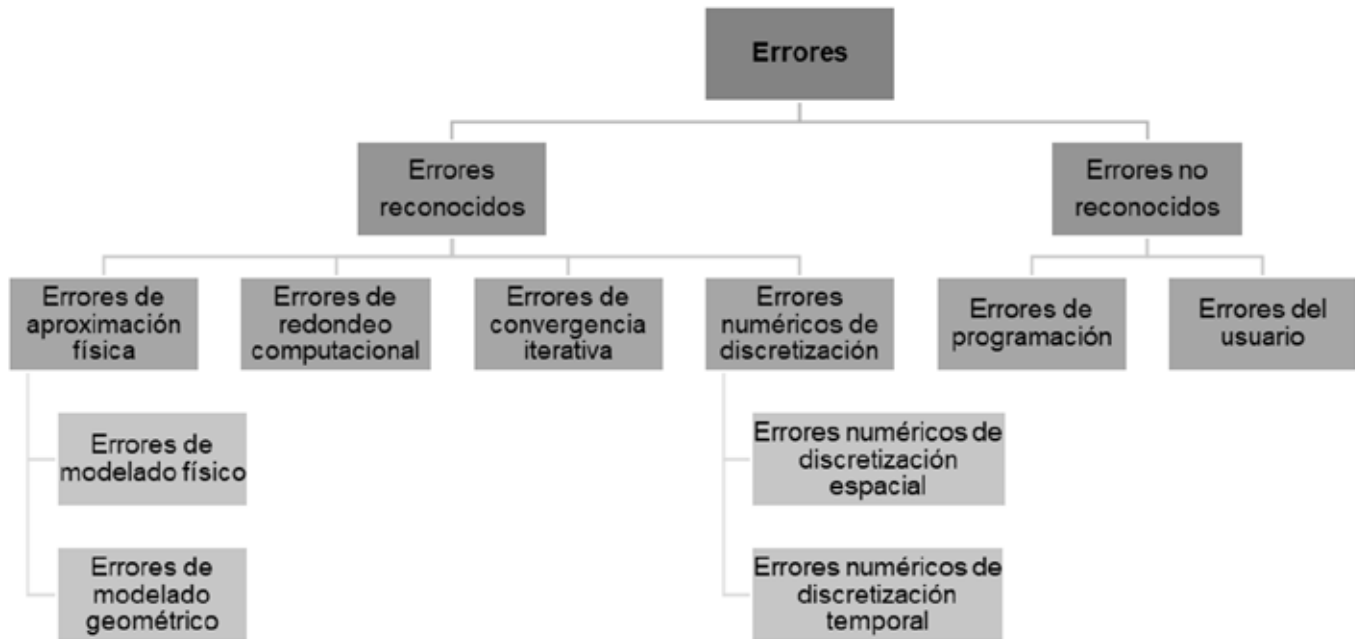 Errores
Errores
reconocidos
Errores no
reconocidos
Errores de
aproximación
física
Errores de
redondeo
computacional
Errores de
convergencia
iterativa
Errores
numéricos de
discretización
Errores de
programación
Errores del
usuario
Errores de
modelado físico
Errores numéricos de
discretización
espacial
Errores de
modelado
geométrico
Errores numéricos de
discretización
temporal